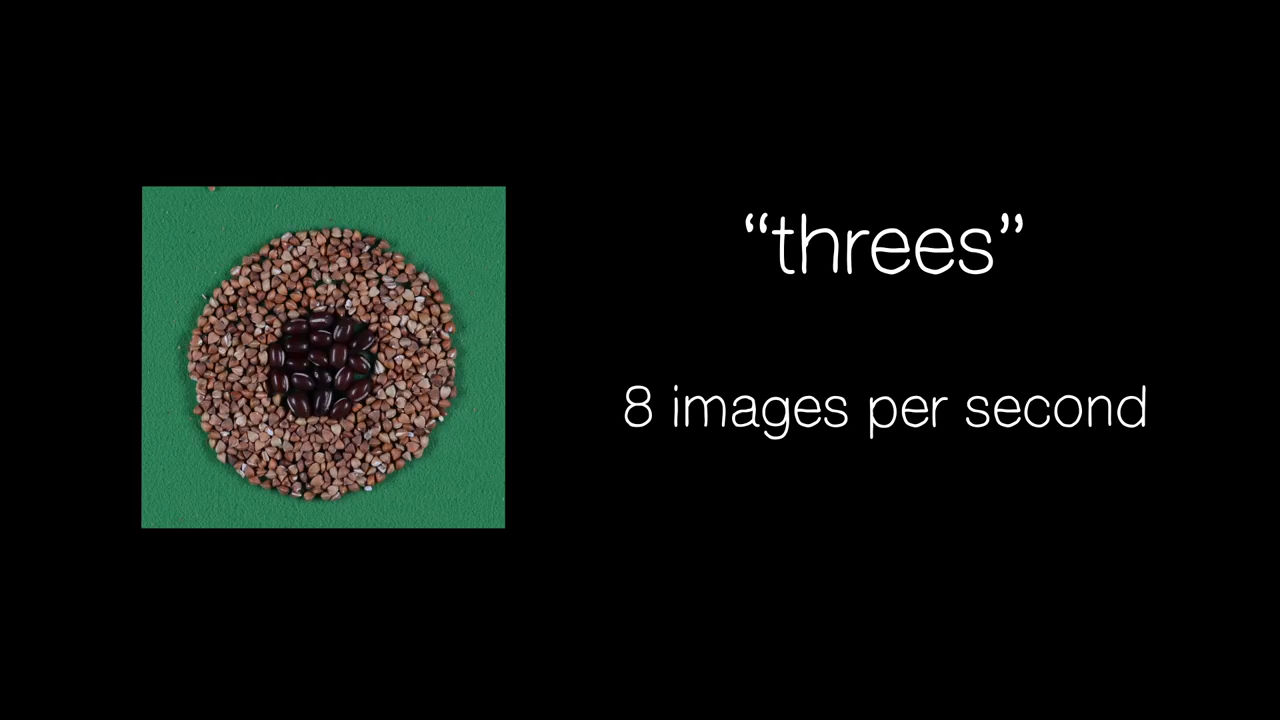 “threes”
8 images per second